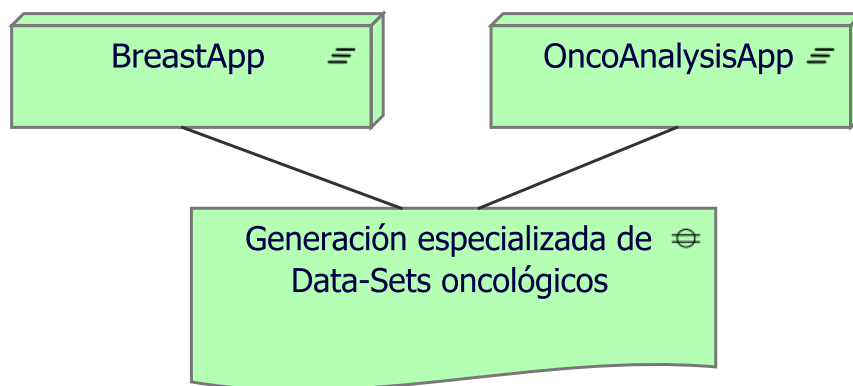 BreastApp
OncoAnalysisApp
Generación especializada de
Data-Sets oncológicos